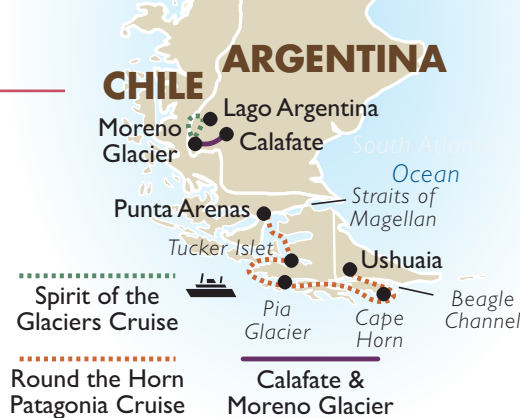 ARGENTINA
CHILE
Lago Argentina
Moreno
Glacier
Calafate
South Atlan
Ocean
Straits of
Magellan
Punta Arenas
Tucker Islet
Ushuaia
Beagle
Channel
Pia
Glacier
Cape
Horn
Spirit of the
Glaciers Cruise
Round the Horn
Patagonia Cruise
Calafate &
Moreno Glacier